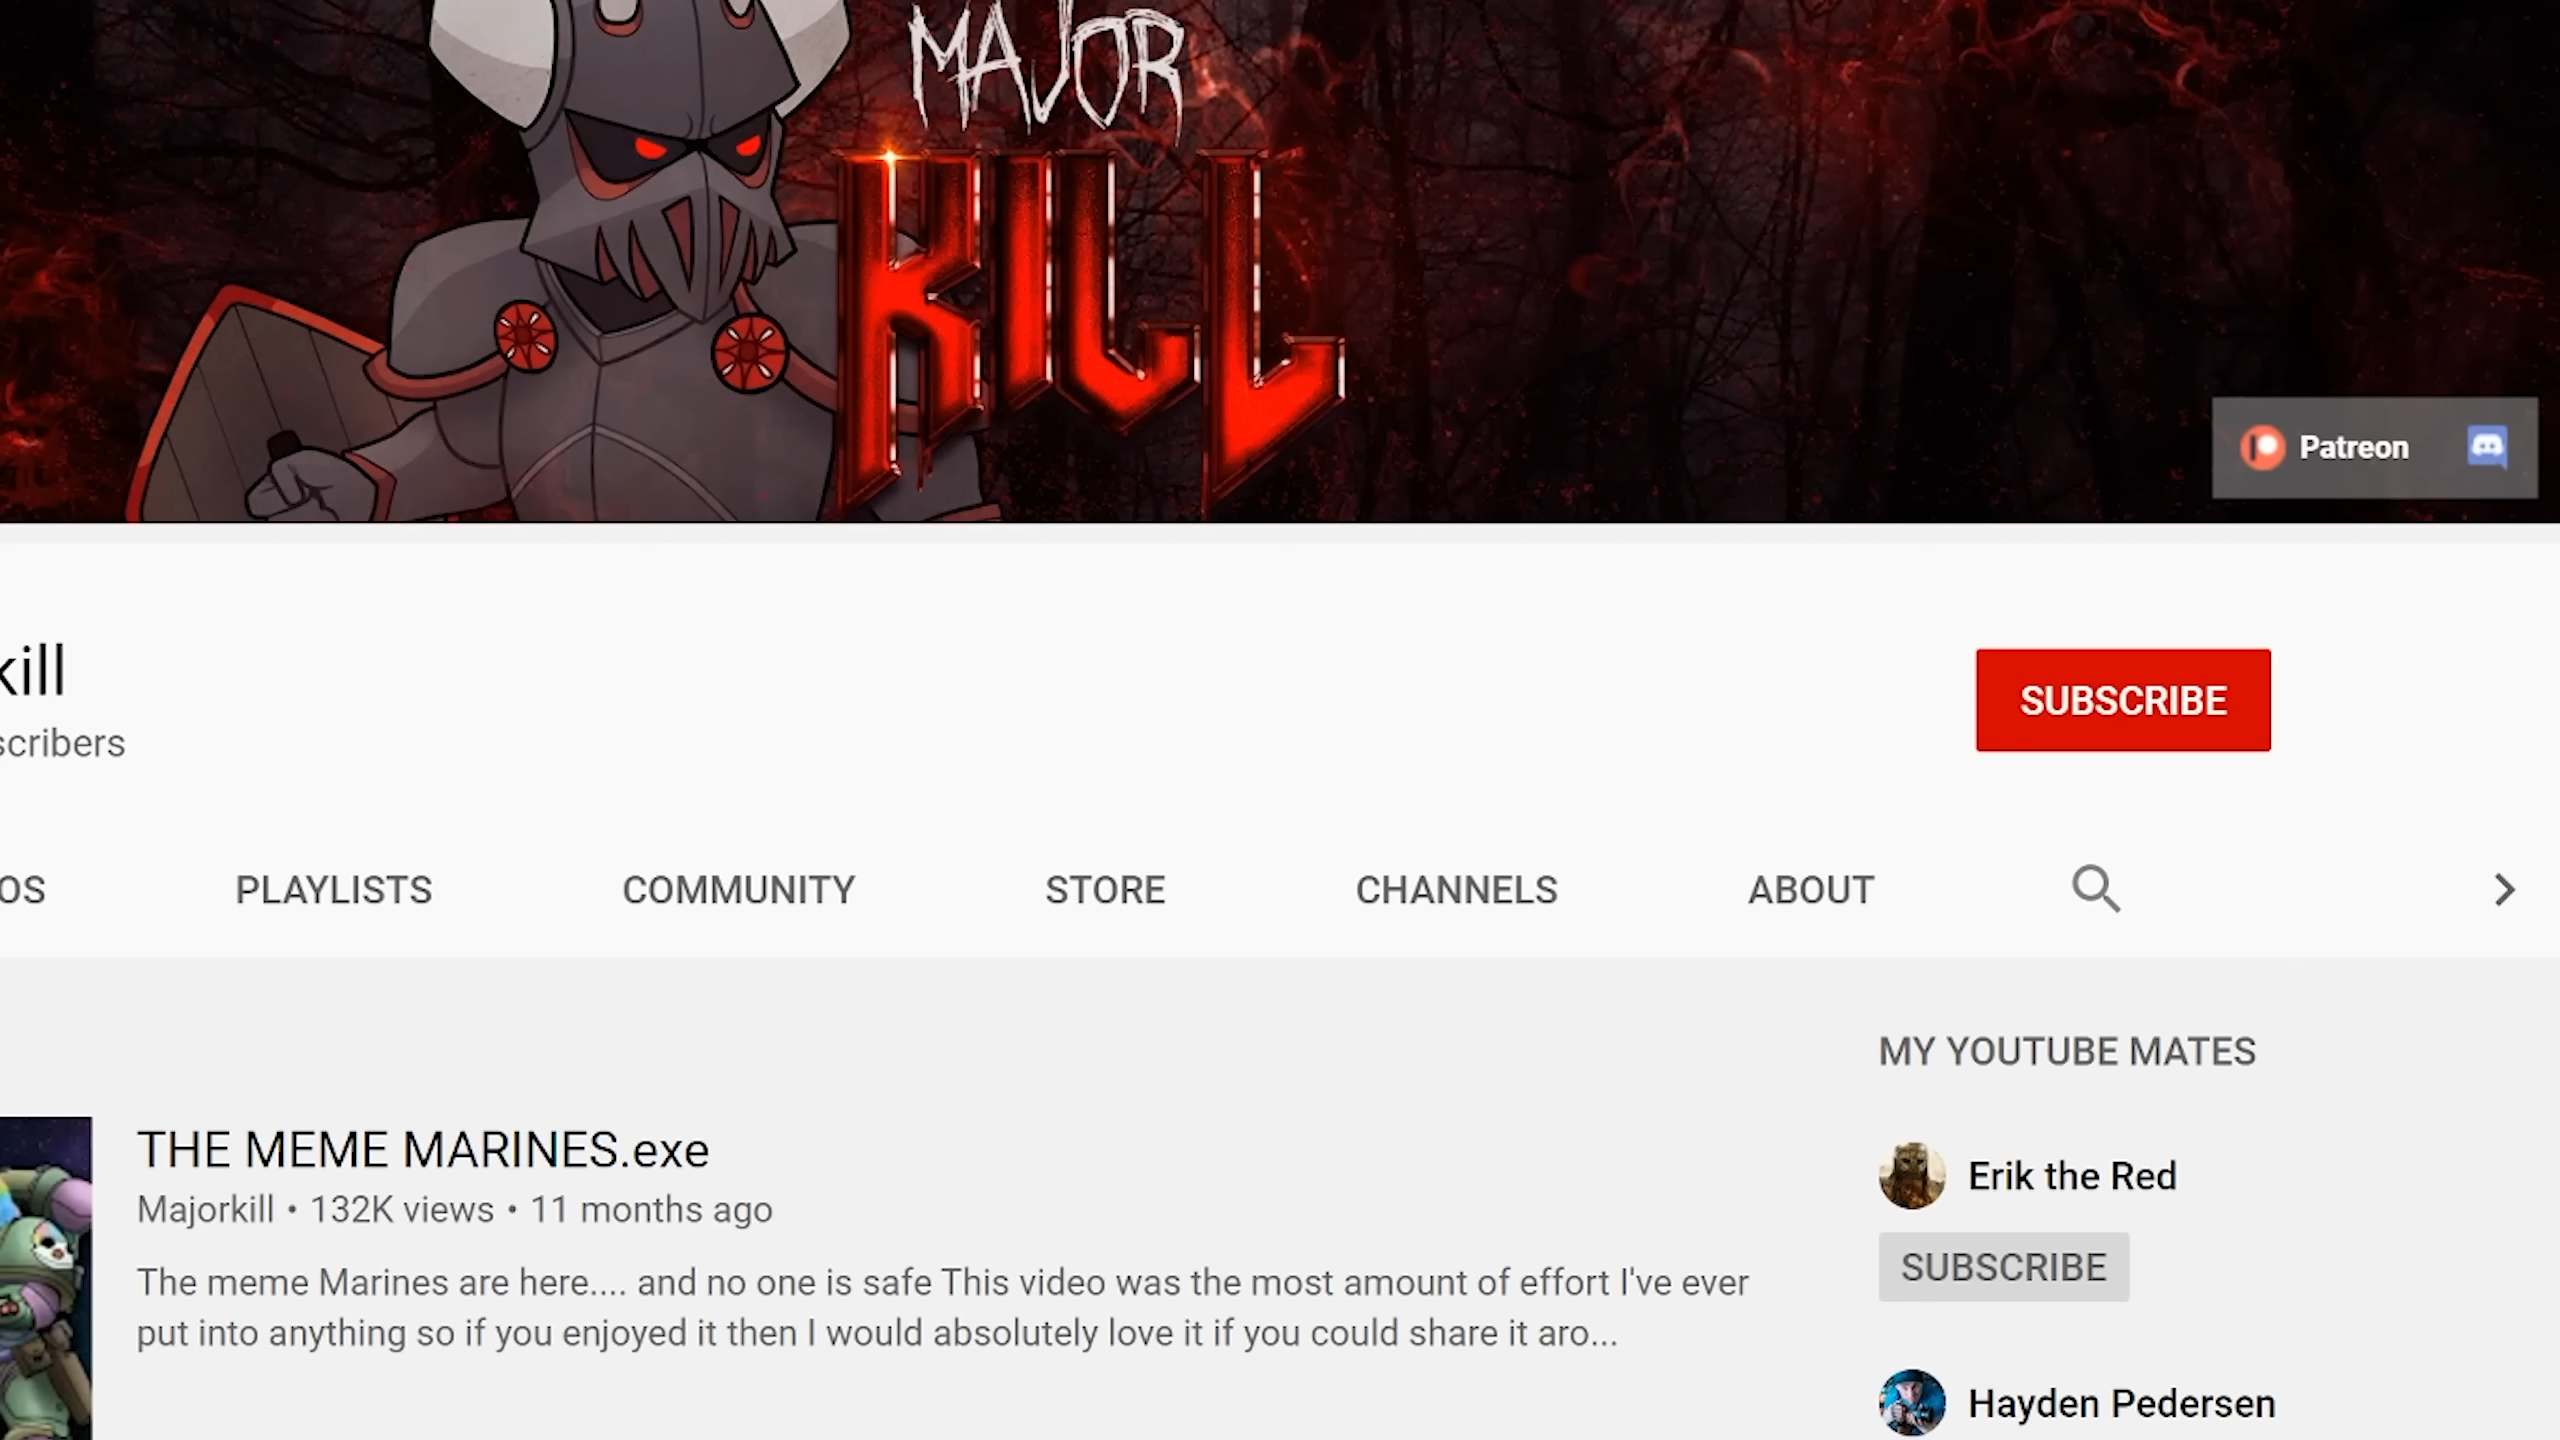 MAJOR
KILL
Patreon
kill
scribers
SUBSCRIBE
OS
PLAYLISTS
COMMUNITY
STORE
CHANNELS
ABOUT
MY YOUTUBE MATES
THE MEME MARINES.exe
Majorkill • 132K views • 11 months ago
The meme Marines are here.... and no one is safe This video was the most amount of effort I've ever
put into anything so if you enjoyed it then I would absolutely love it if you could share it aro...
Erik the Red
SUBSCRIBE
Hayden Pedersen